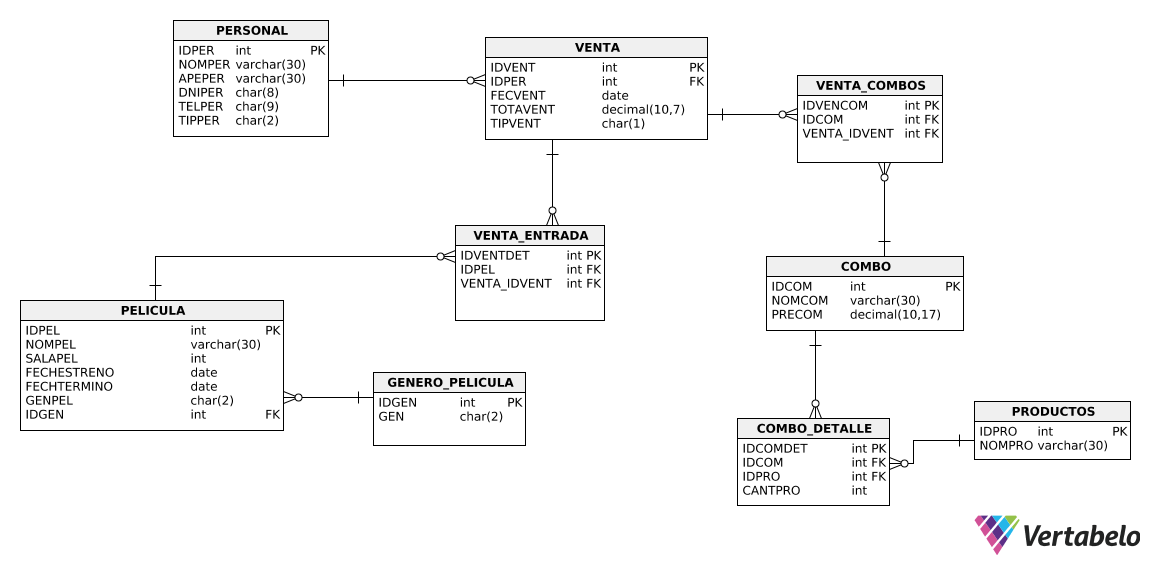 PERSONAL
IDPER int PK
NOMPER varchar(30)
APEPER varchar(30)
DNIPER char(8)
TELPER char(9)
TIPPER char(2)
VENTA
IDVENT int PK
IDPER int FK
FECVENT date
TOTAVENT decimal(10,7)
TIPVENT char(1)
VENTA_COMBOS
IDVENCOM int PK
IDCOM int FK
VENTA_IDVENT int FK
VENTA_ENTRADA
IDVENTDET int PK
IDPEL int FK
VENTA_IDVENT int FK
COMBO
IDCOM int PK
NOMCOM varchar(30)
PRECOM decimal(10,17)
PELICULA
IDPEL int PK
NOMPEL varchar(30)
SALAPEL int
FECHESTRENO date
FECHTERMINO date
GENPEL char(2)
IDGEN int FK
GENERO_PELICULA
IDGEN int PK
GEN char(2)
COMBO_DETALLE
IDCOMDET int PK
IDCOM int FK
IDPRO int FK
CANTPRO int
PRODUCTOS
IDPRO int PK
NOMPRO varchar(30)
Vertabelo